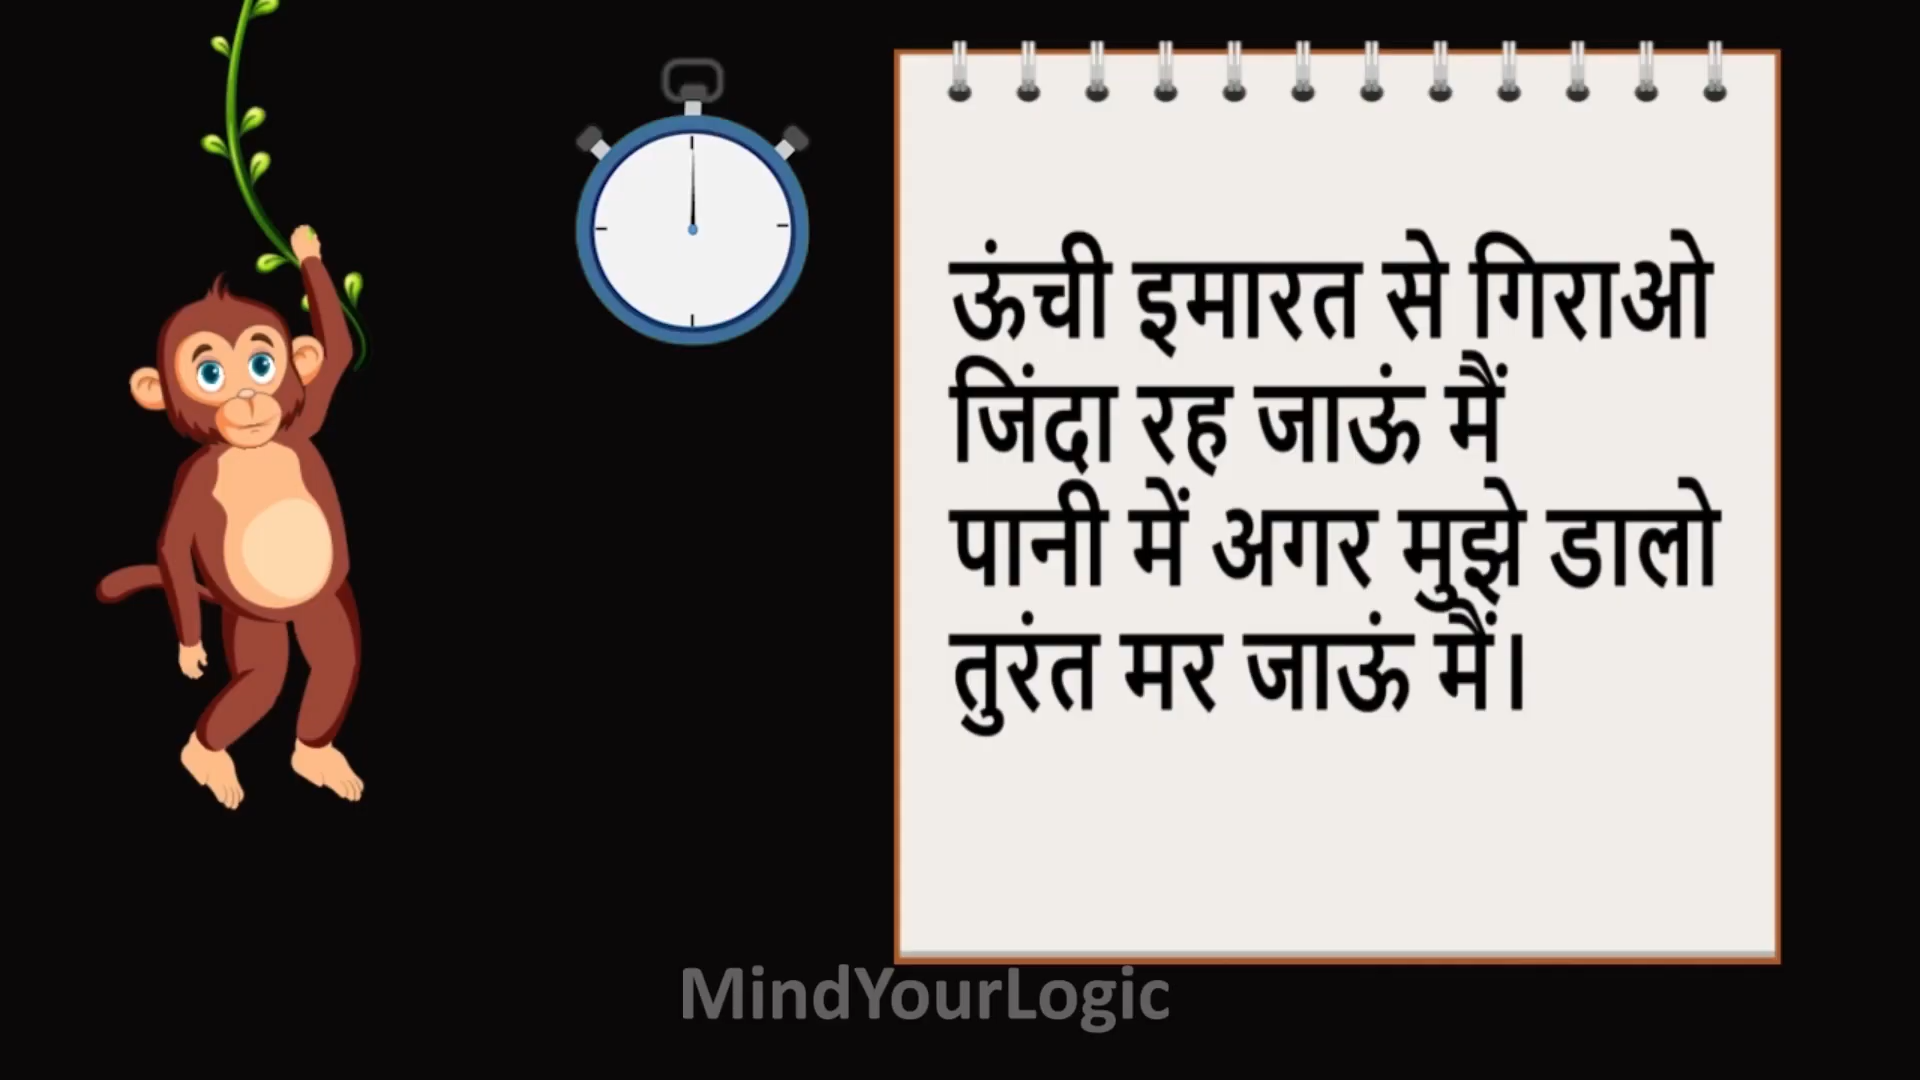 ऊंची इमारत से गिराओ
जिंदा रह जाऊं मैं
पानी में अगर मुझे डालो
तुरंत मर जाऊं मैं।
MindYourLogic